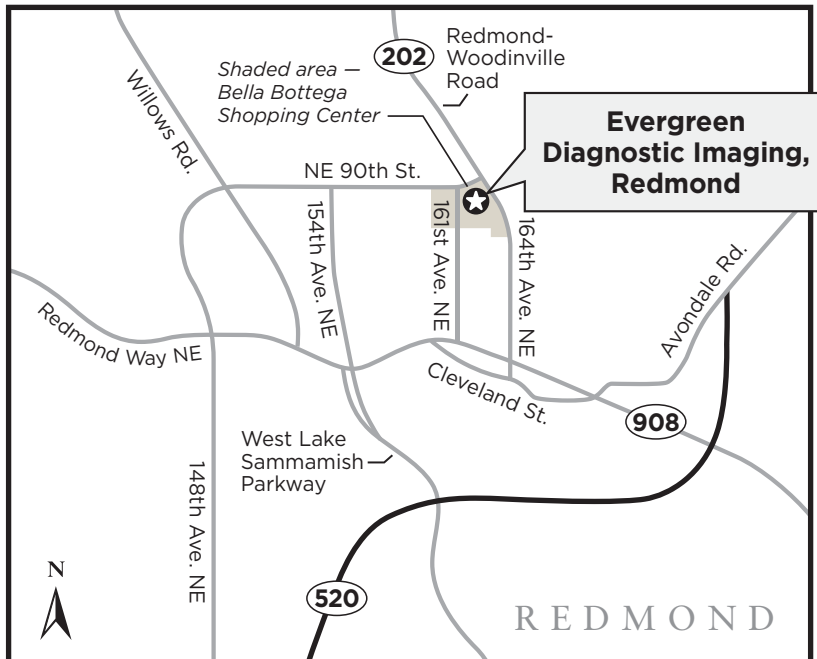 202
Redmond-
Woodinville
Road
Shaded area –
Bella Bottega
Shopping Center
Willows Rd.
Evergreen
Diagnostic Imaging,
Redmond
NE 90th St.
154th Ave. NE
161st Ave. NE
164th Ave. NE
Avondale Rd.
Redmond Way NE
Cleveland St.
908
West Lake
Sammamish
Parkway
148th Ave. NE
N
520
REDMOND